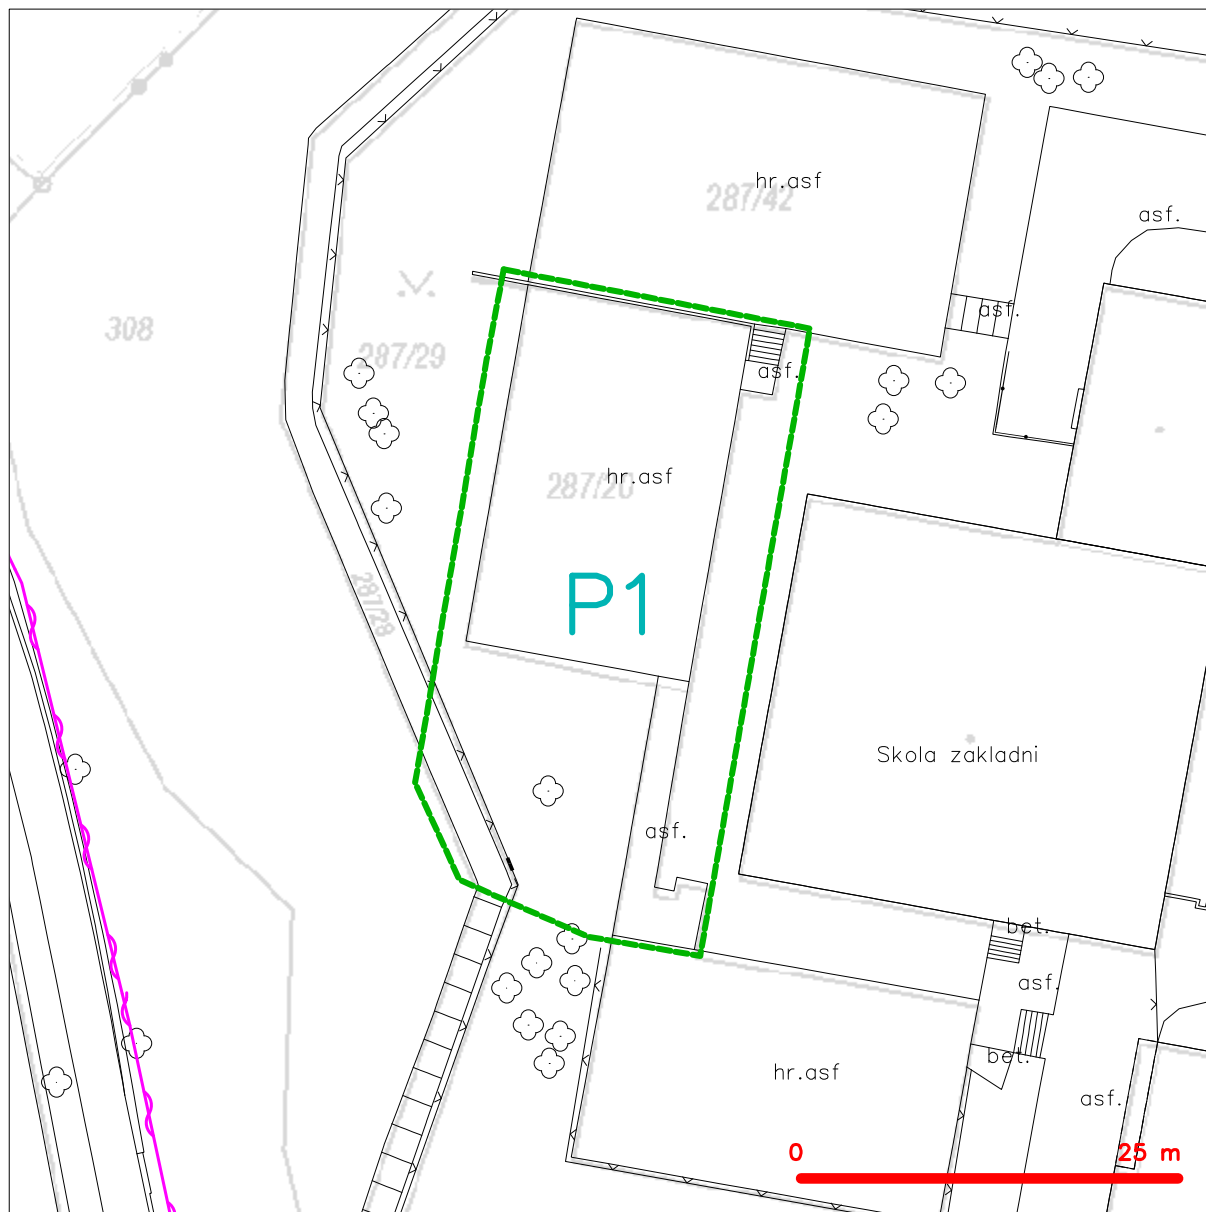 hr.asf
287/42
asf.
asf.
308
287/29
asf.
hr.asf
287/20
P1
287/28
Skola zakladni
asf.
bet.
asf.
bet.
hr.asf
asf.
0
25 m